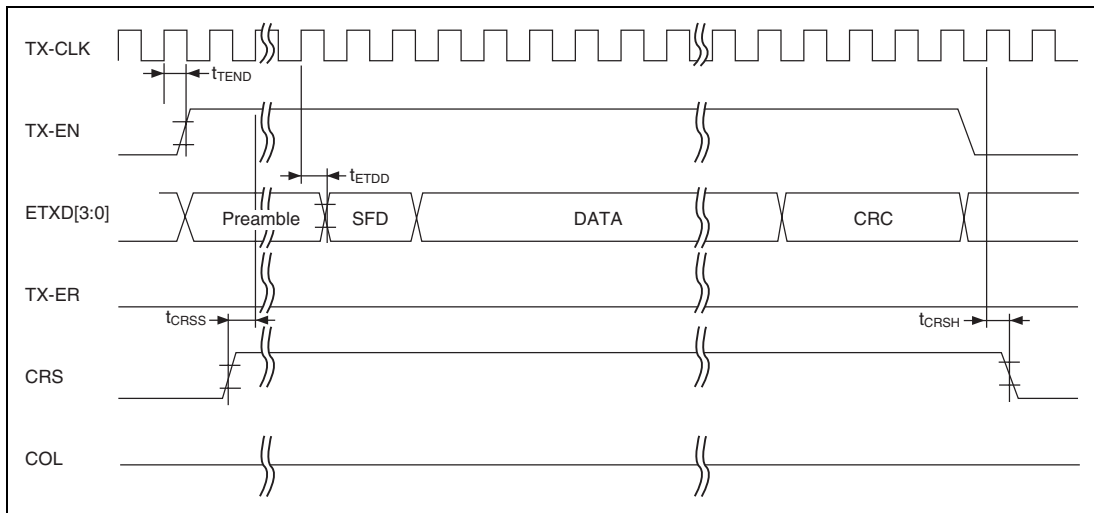 TX-CLK
tTEND
TX-EN
tETDD
ETXD[3:0]
Preamble
SFD
DATA
CRC
TX-ER
tCRSS
tCRSH
CRS
COL